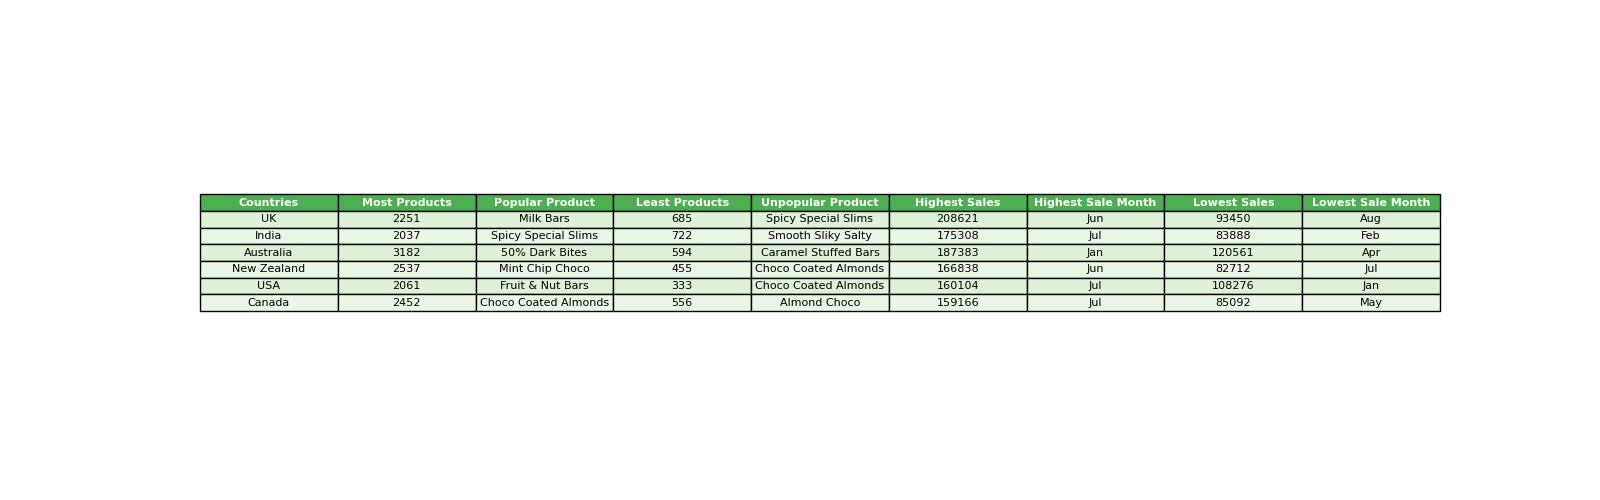 Countries Most Products Popular Product Least Products Unpopular Product Highest Sales Highest Sale Month Lowest Sales Lowest Sale Month
UK 2251 Milk Bars 685 Spicy Special Slims 208621 Jun 93450 Aug
India 2037 Spicy Special Slims 722 Smooth Sliky Salty 175308 Jul 83888 Feb
Australia 3182 50% Dark Bites 594 Caramel Stuffed Bars 187383 Jan 120561 Apr
New Zealand 2537 Mint Chip Choco 455 Choco Coated Almonds 166838 Jun 82712 Jul
USA 2061 Fruit & Nut Bars 333 Choco Coated Almonds 160104 Jul 108276 Jan
Canada 2452 Choco Coated Almonds 556 Almond Choco 159166 Jul 85092 May